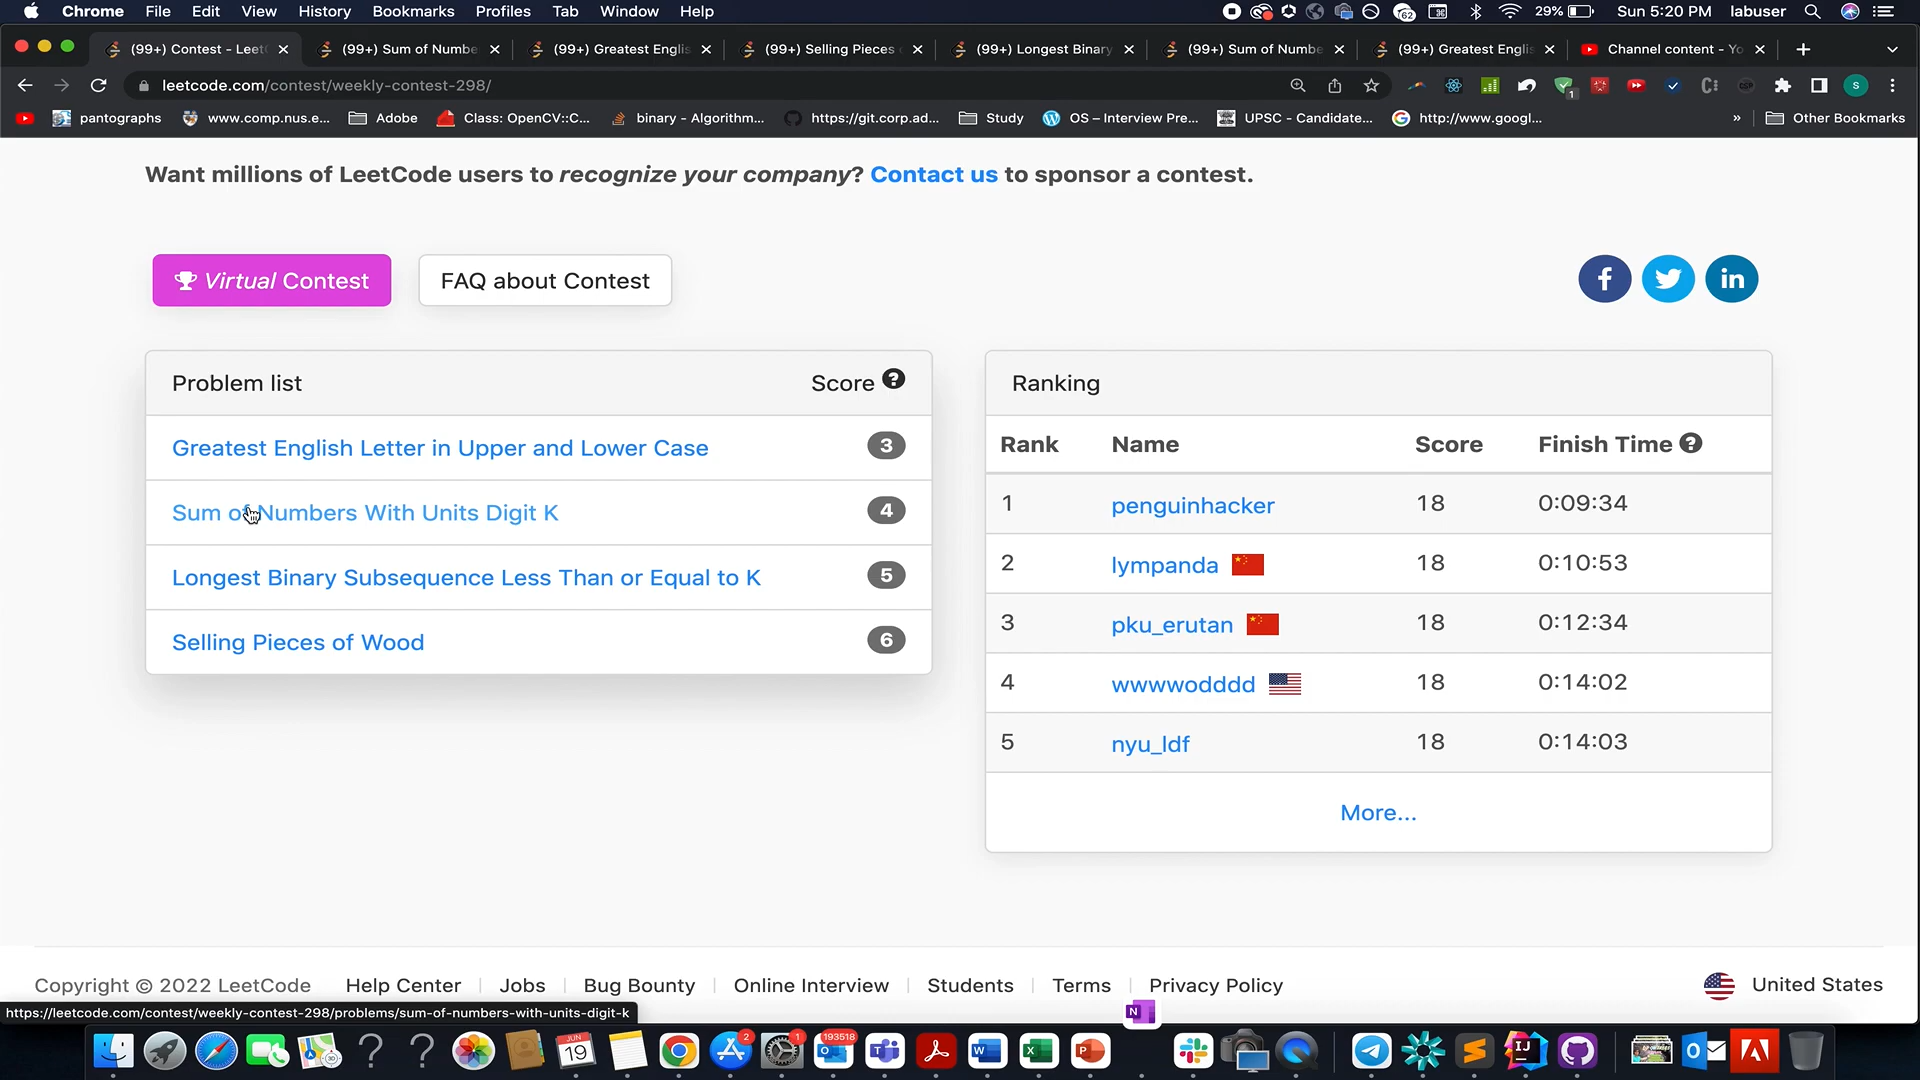 Chrome File Edit View History Bookmarks Profiles Tab Window Help 62 29% Sun 5:20 PM labuser
(99+) Contest - Leet (99+) Sum of Numbe (99+) Greatest Englis (99+) Selling Pieces (99+) Longest Binary (99+) Sum of Numbe (99+) Greatest Englis Channel content - Yo
leetcode.com/contest/weekly-contest-298/ 1 S
pantographs www.comp.nus.e... Adobe Class: OpenCV::C... binary - Algorithm... https://git.corp.ad... Study OS – Interview Pre... UPSC - Candidate... http://www.googl... » Other Bookmarks
Want millions of LeetCode users to recognize your company? Contact us to sponsor a contest.
Virtual Contest FAQ about Contest
Problem list Score ?
Greatest English Letter in Upper and Lower Case 3
Sum of Numbers With Units Digit K 4
Longest Binary Subsequence Less Than or Equal to K 5
Selling Pieces of Wood 6
Ranking
Rank Name Score Finish Time ?
1 penguinhacker 18 0:09:34
2 lympanda 18 0:10:53
3 pku_erutan 18 0:12:34
4 wwwwodddd 18 0:14:02
5 nyu_ldf 18 0:14:03
More...
Copyright © 2022 LeetCode Help Center Jobs Bug Bounty Online Interview Students Terms Privacy Policy United States
https://leetcode.com/contest/weekly-contest-298/problems/sum-of-numbers-with-units-digit-k
JUN 19 2 1 193518